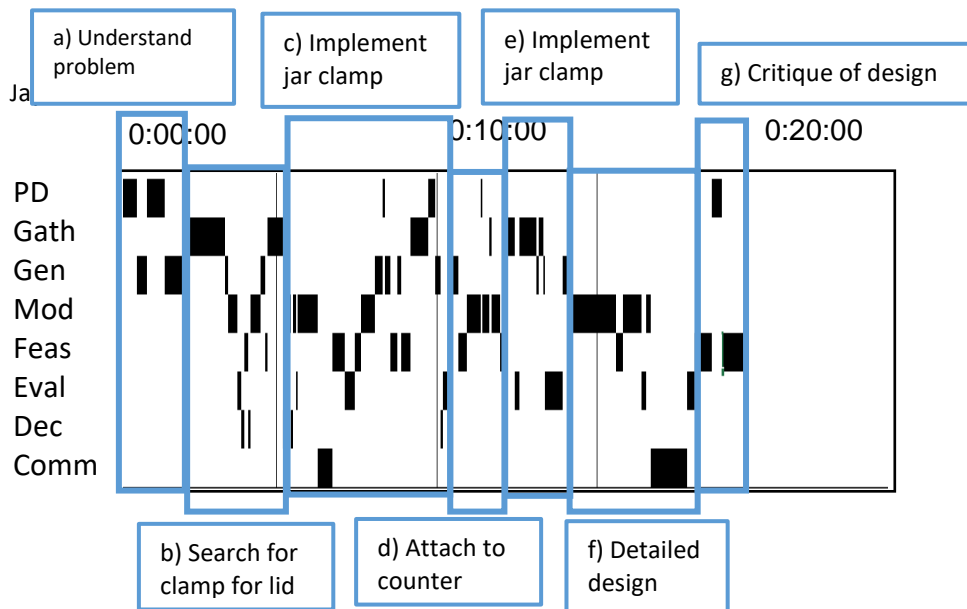 a) Understand
problem
c) Implement
jar clamp
e) Implement
jar clamp
g) Critique of design
0:00:00
0:10:00
0:20:00
PD
Gath
Gen
Mod
Feas
Eval
Dec
Comm
b) Search for
clamp for lid
d) Attach to
counter
f) Detailed
design